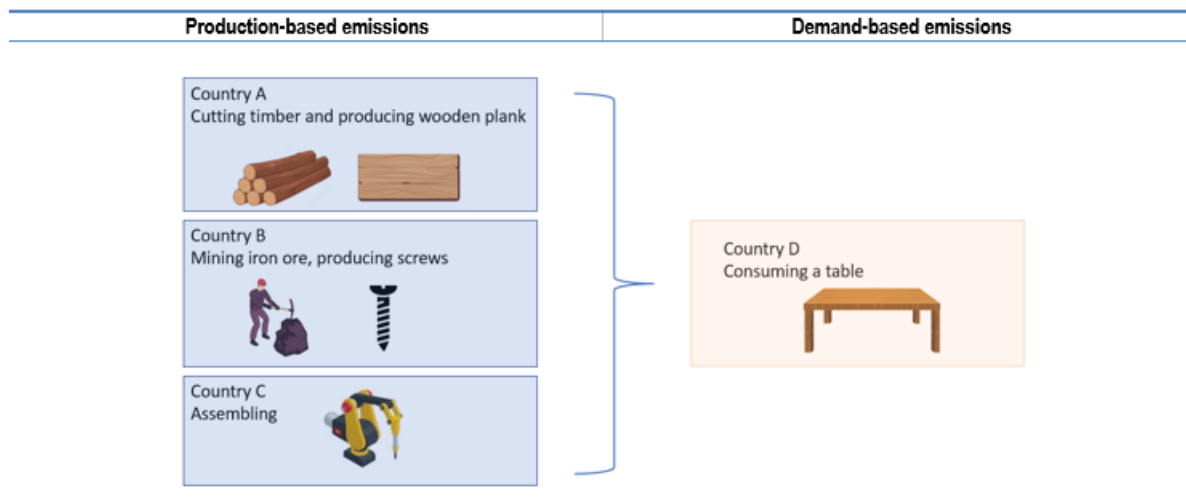 Production-based emissions
Demand-based emissions
Country A
Cutting timber and producing wooden plank
Country B
Mining iron ore, producing screws
Country C
Assembling
Country D
Consuming a table